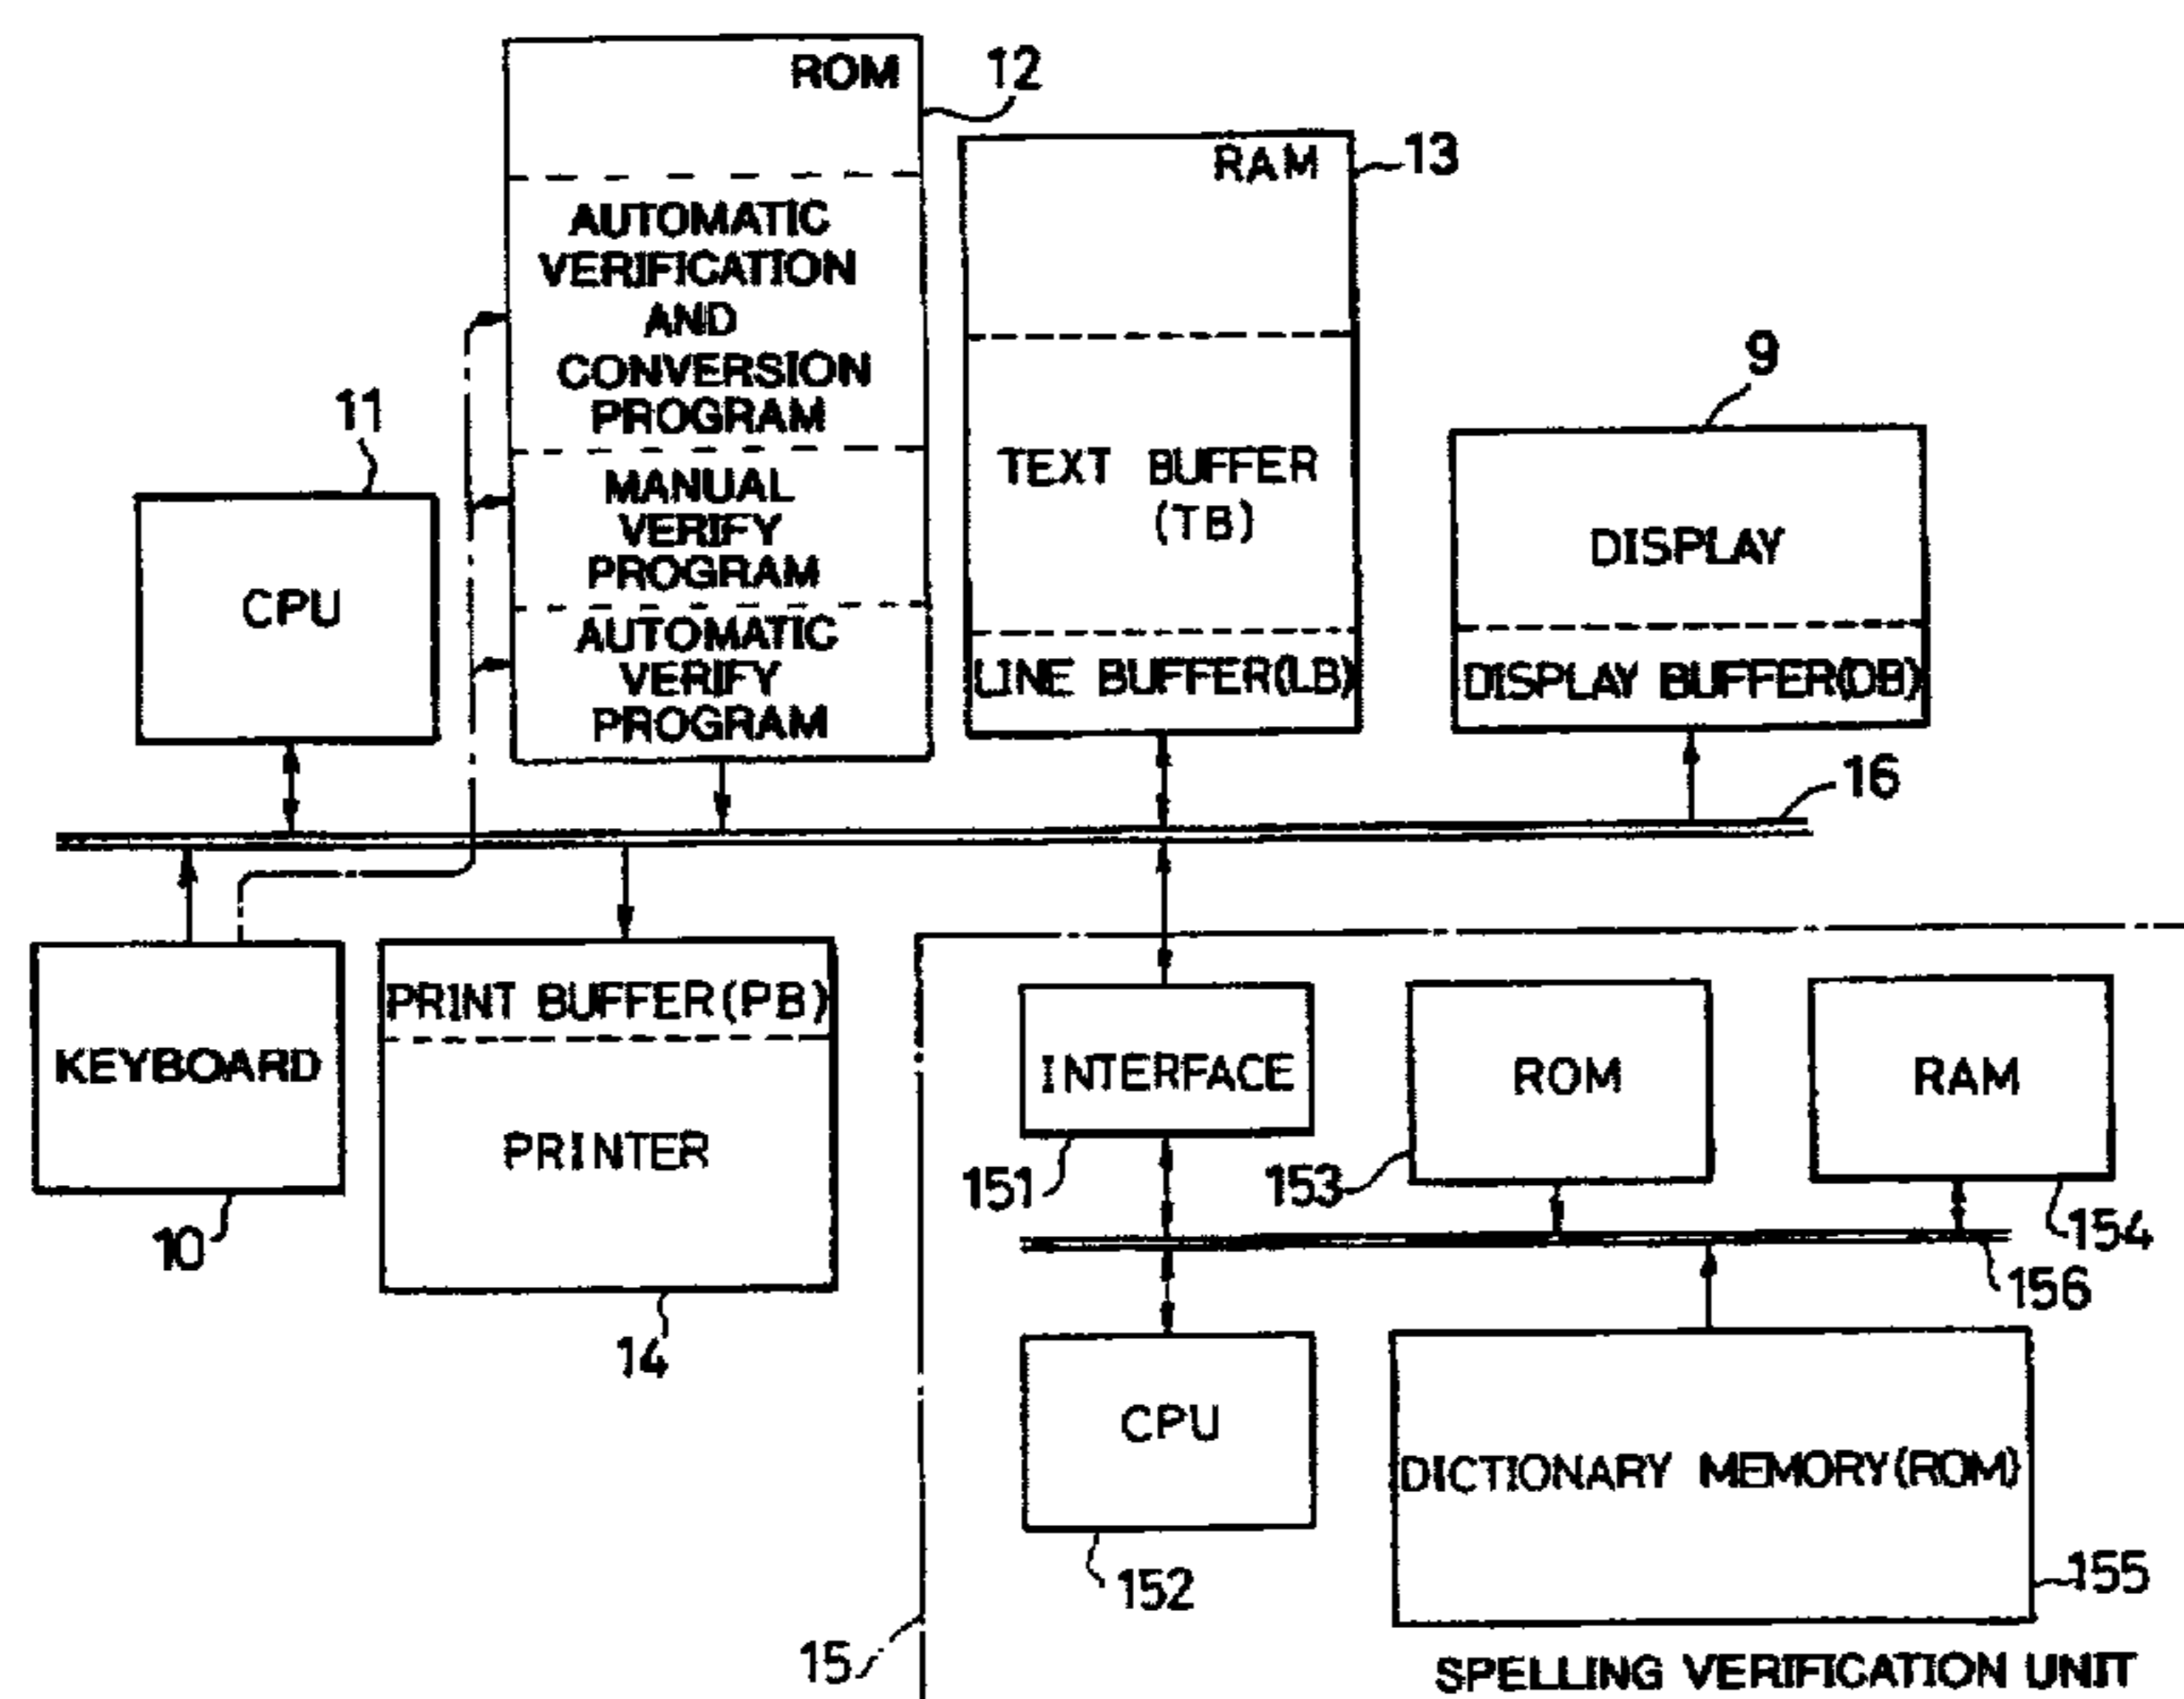 ROM
12
AUTOMATIC
VERIFICATION
AND
CONVERSION
PROGRAM
MANUAL
VERIFY
PROGRAM
AUTOMATIC
VERIFY
PROGRAM
RAM
13
TEXT BUFFER
(TB)
LINE BUFFER(LB)
9
DISPLAY
DISPLAY BUFFER(DB)
11
CPU
16
KEYBOARD
10
PRINT BUFFER(PB)
PRINTER
14
INTERFACE
151
ROM
153
RAM
154
156
CPU
152
DICTIONARY MEMORY(ROM)
155
15
SPELLING VERIFICATION UNIT